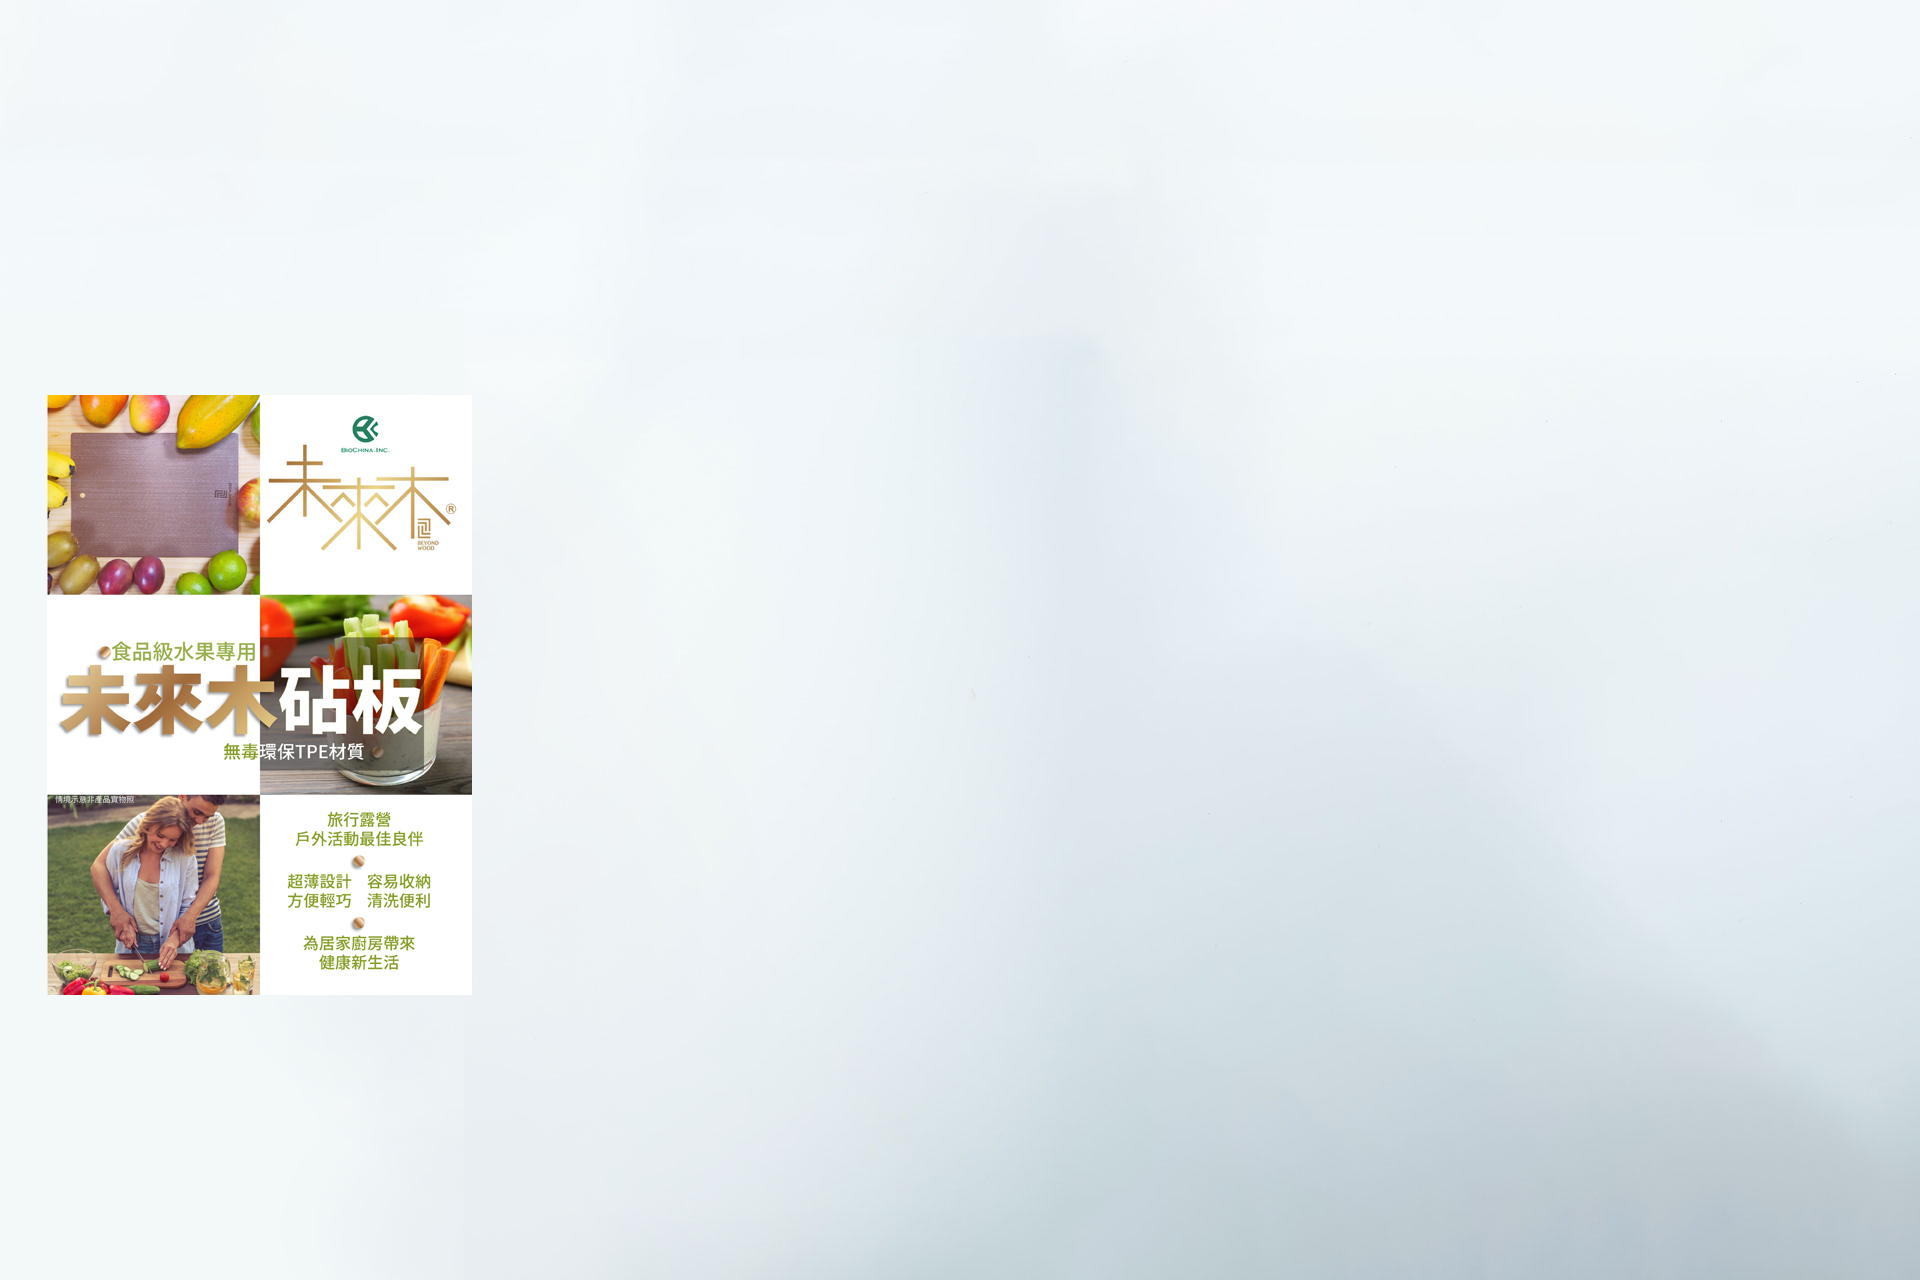 BIOCHINA.INC.
未來木®
BEYOND
WOOD
食品級水果專用
未來木砧板
無毒環保TPE材質
情境示意非產品實物照
旅行露營
戶外活動最佳良伴
超薄設計 容易收納
方便輕巧 清洗便利
為居家廚房帶來
健康新生活